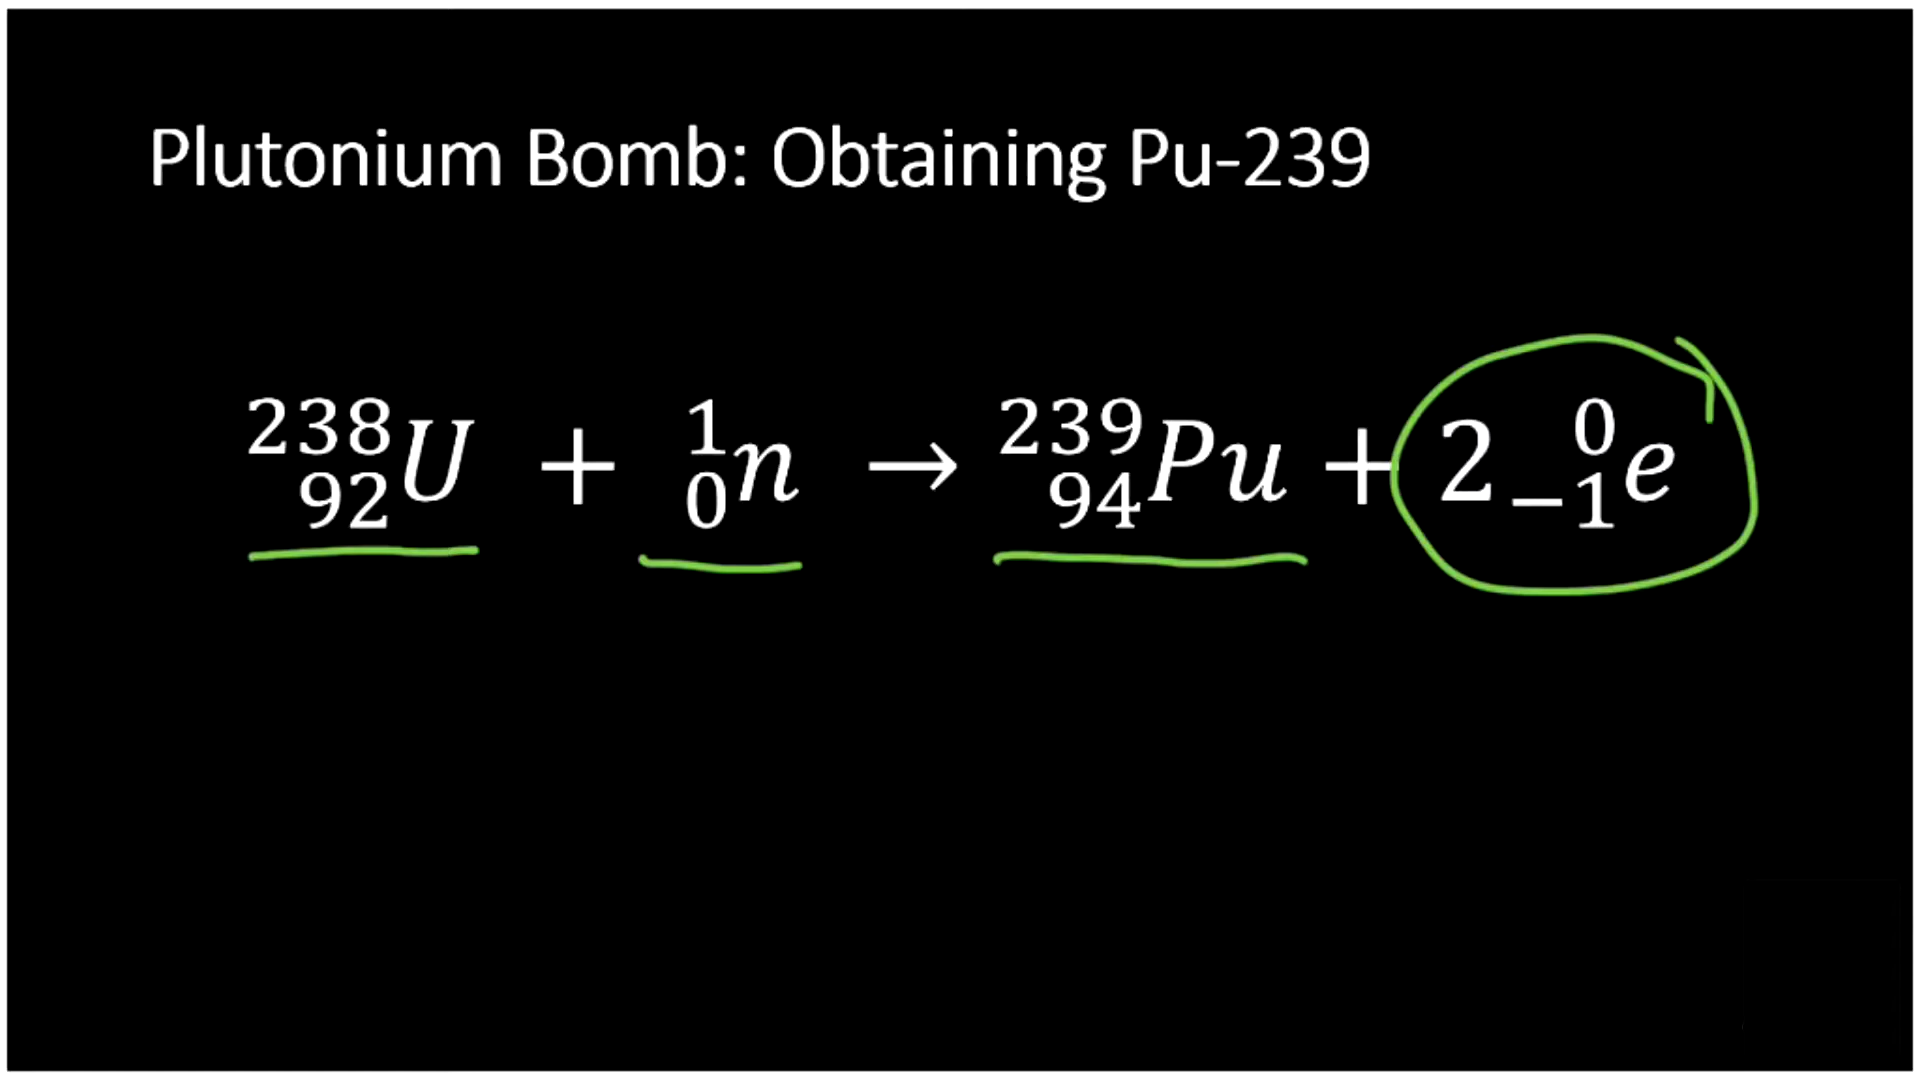 Plutonium Bomb: Obtaining Pu-239
²³⁸₉₂U + ¹₀n → ²³⁹₉₄Pu + 2 ⁰₋₁e